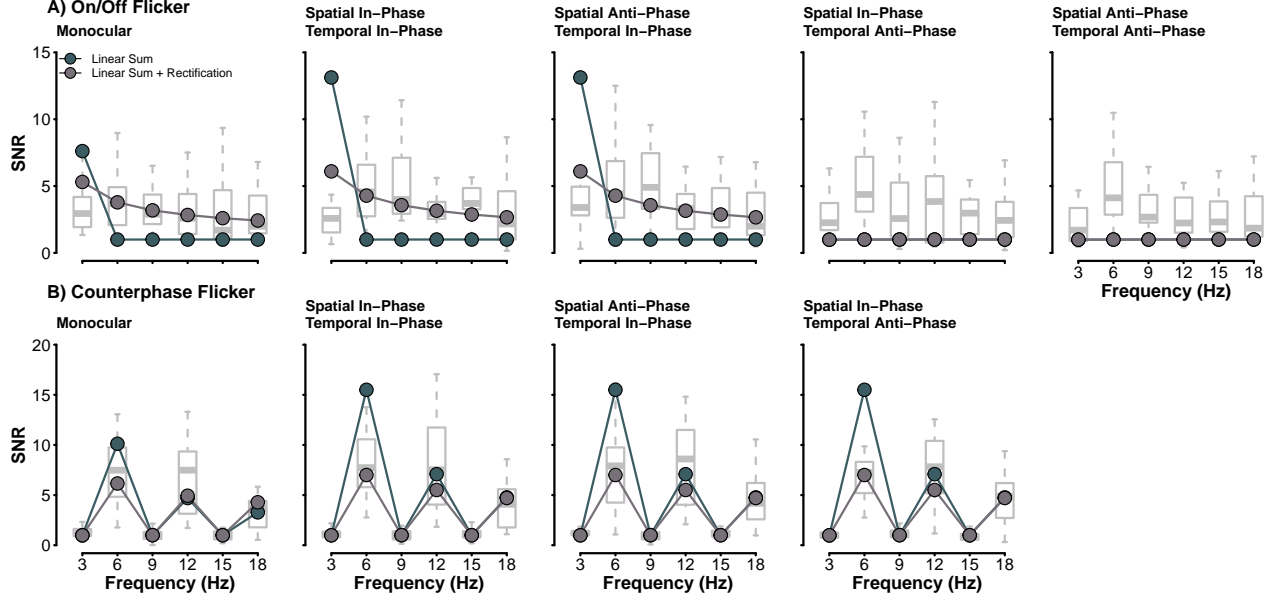 A) On/Off Flicker
Monocular
Spatial In−Phase
Temporal In−Phase
Spatial Anti−Phase
Temporal In−Phase
Spatial In−Phase
Temporal Anti−Phase
Spatial Anti−Phase
Temporal Anti−Phase
Linear Sum
Linear Sum + Rectification
SNR
15
10
5
0
3 6 9 12 15 18
Frequency (Hz)
B) Counterphase Flicker
Monocular
Spatial In−Phase
Temporal In−Phase
Spatial Anti−Phase
Temporal In−Phase
Spatial In−Phase
Temporal Anti−Phase
SNR
20
15
10
5
0
3 6 9 12 15 18
Frequency (Hz)
3 6 9 12 15 18
Frequency (Hz)
3 6 9 12 15 18
Frequency (Hz)
3 6 9 12 15 18
Frequency (Hz)